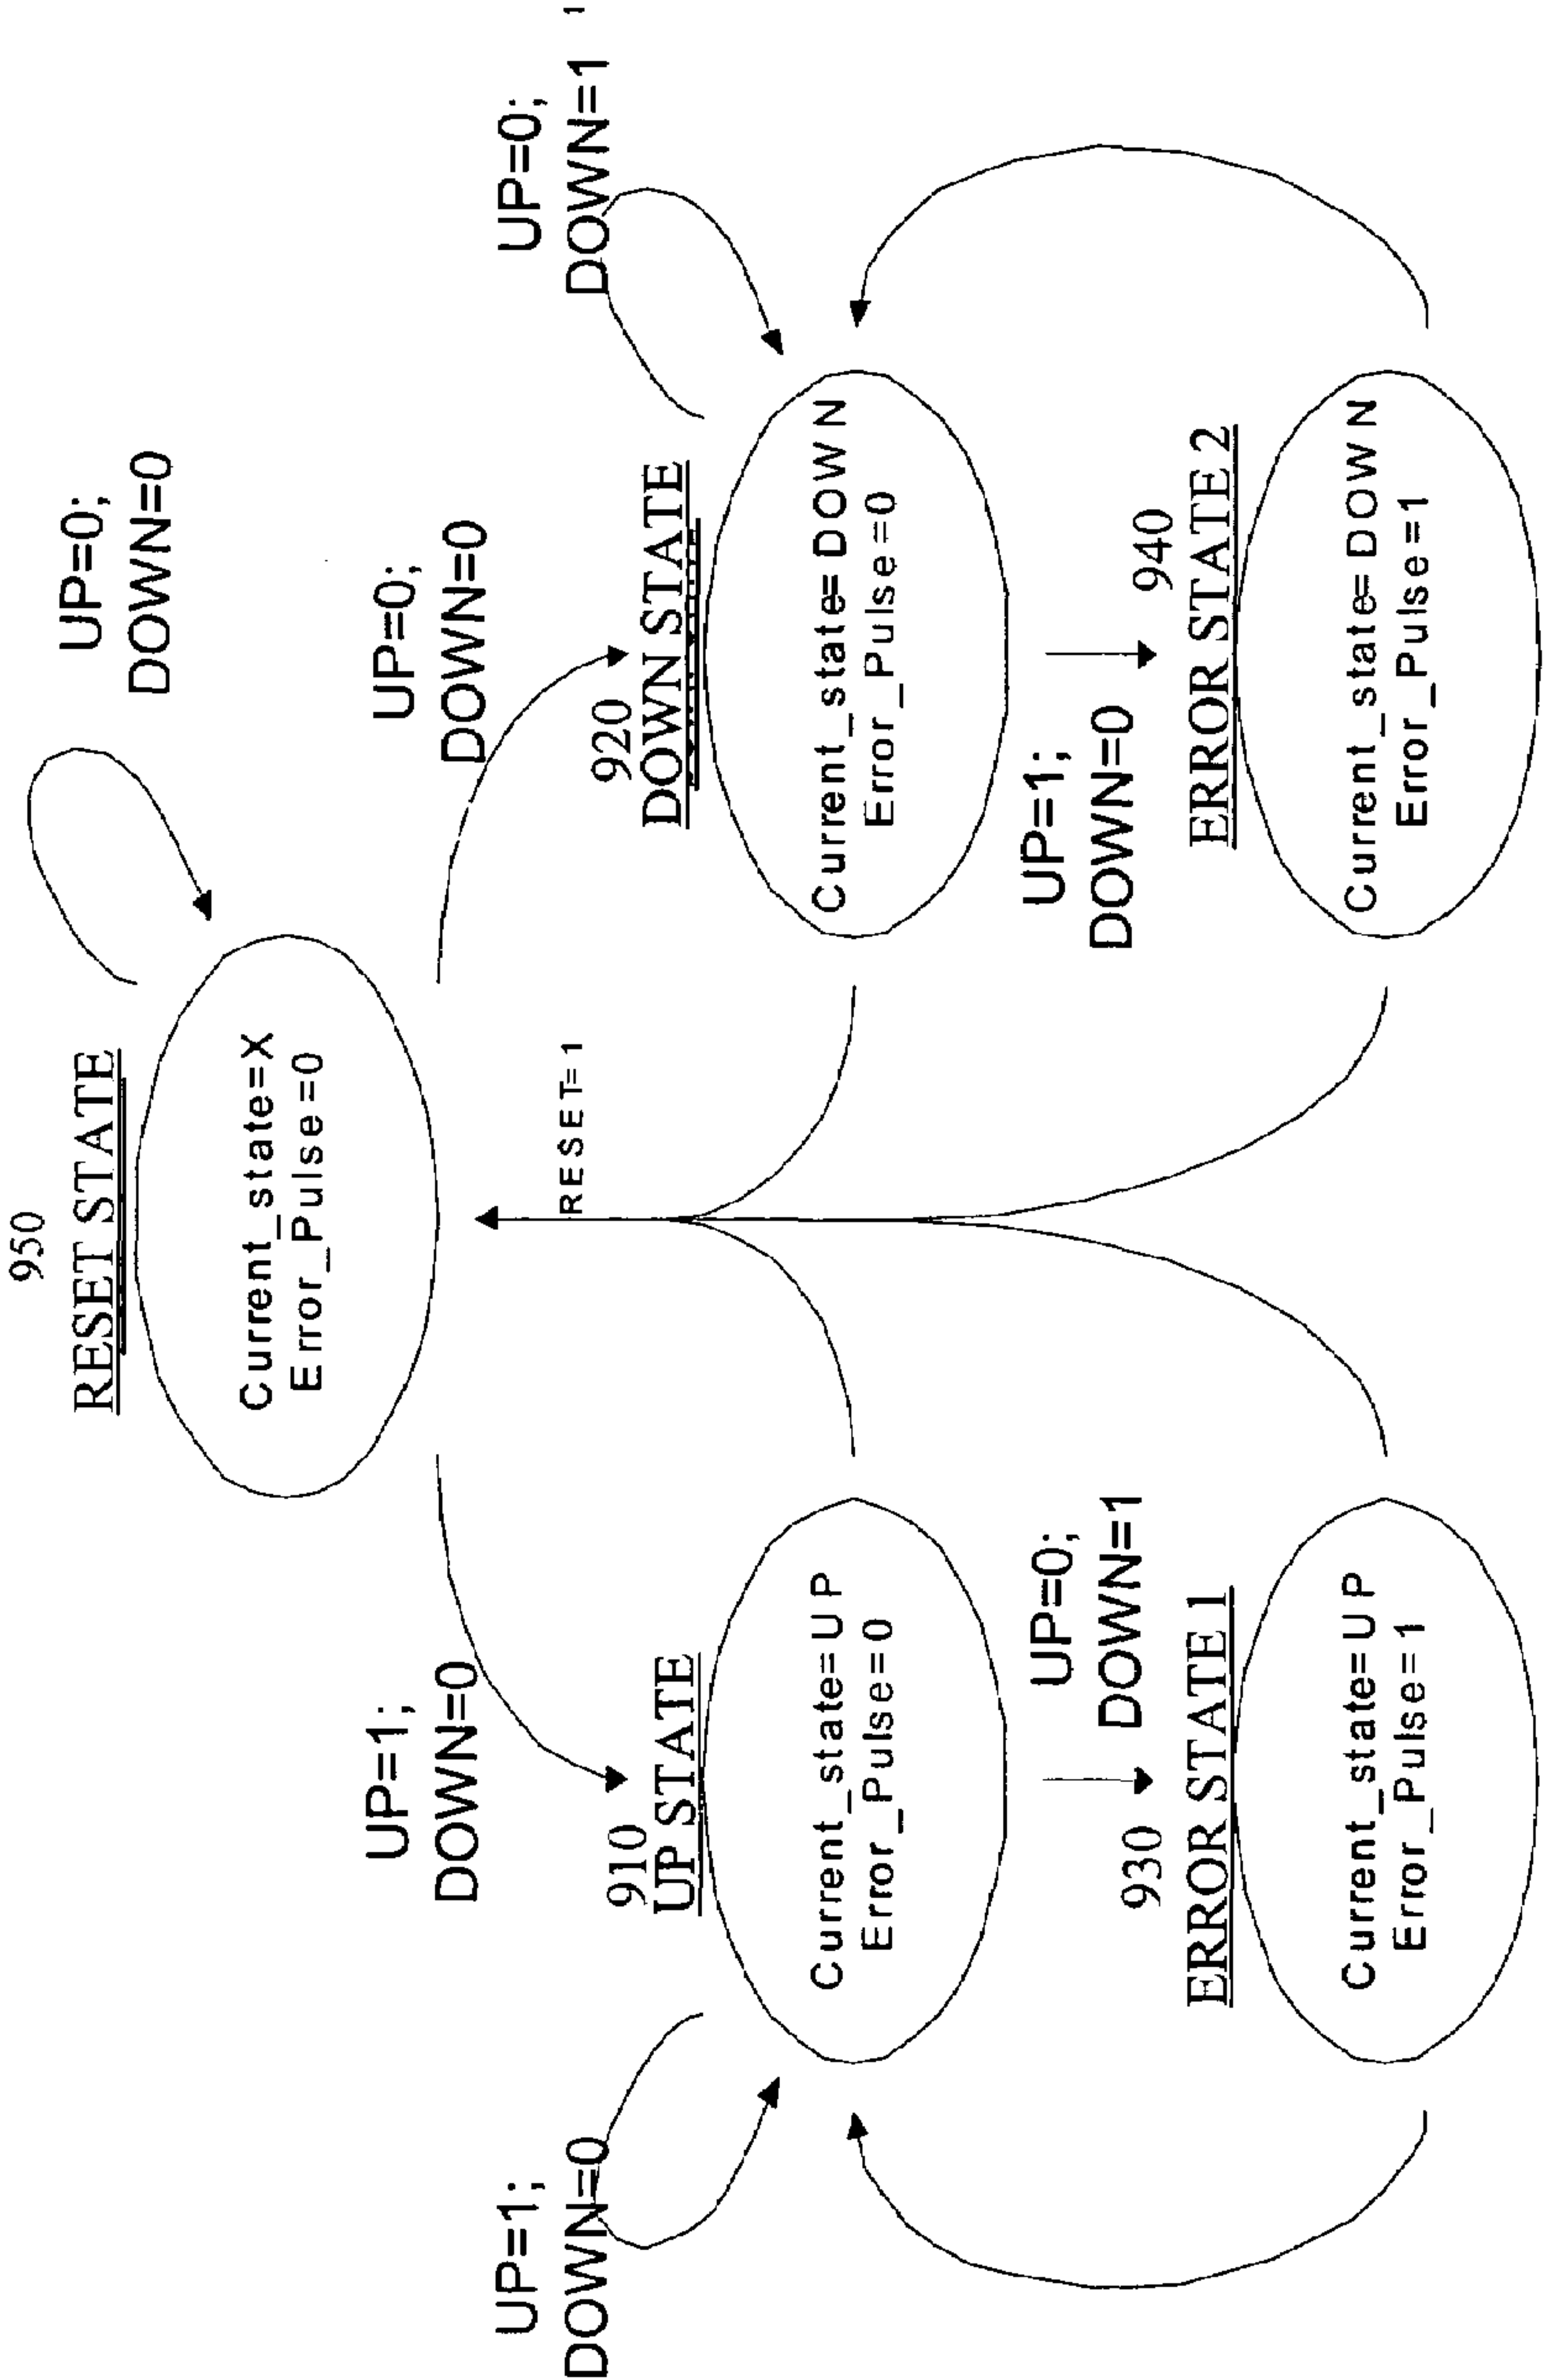 950
RESET STATE
Current_state=X
Error_Pulse=0
UP=0;
DOWN=0
UP=1;
DOWN=0
UP=0;
DOWN=0
UP=1;
DOWN=0
910
UP STATE
Current_state=UP
Error_Pulse=0
RESET=1
920
DOWN STATE
Current_state=DOWN
Error_Pulse=0
UP=0;
DOWN=1
1
UP=0;
DOWN=1
930
ERROR STATE 1
Current_state=UP
Error_Pulse=1
UP=1;
DOWN=0
940
ERROR STATE 2
Current_state=DOWN
Error_Pulse=1